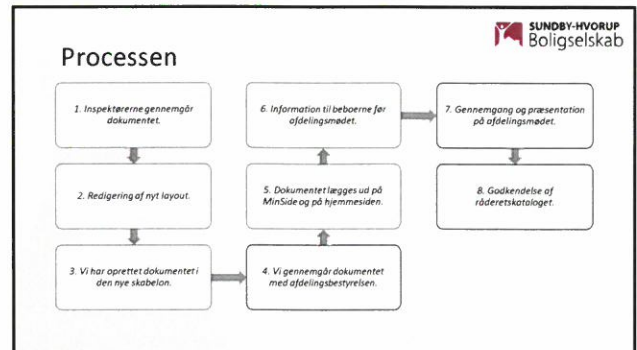 SUNDBY-HVORUP
Boligselskab
Processen
1. Inspektørerne gennemgår
dokumentet.
2. Redigering af nyt layout.
3. Vi har oprettet dokumentet i
den nye skabelon.
4. Vi gennemgår dokumentet
med afdelingsbestyrelsen.
5. Dokumentet lægges ud på
MinSide og på hjemmesiden.
6. Information til beboerne før
afdelingsmødet.
7. Gennemgang og præsentation
på afdelingsmødet.
8. Godkendelse af
råderetskataloget.